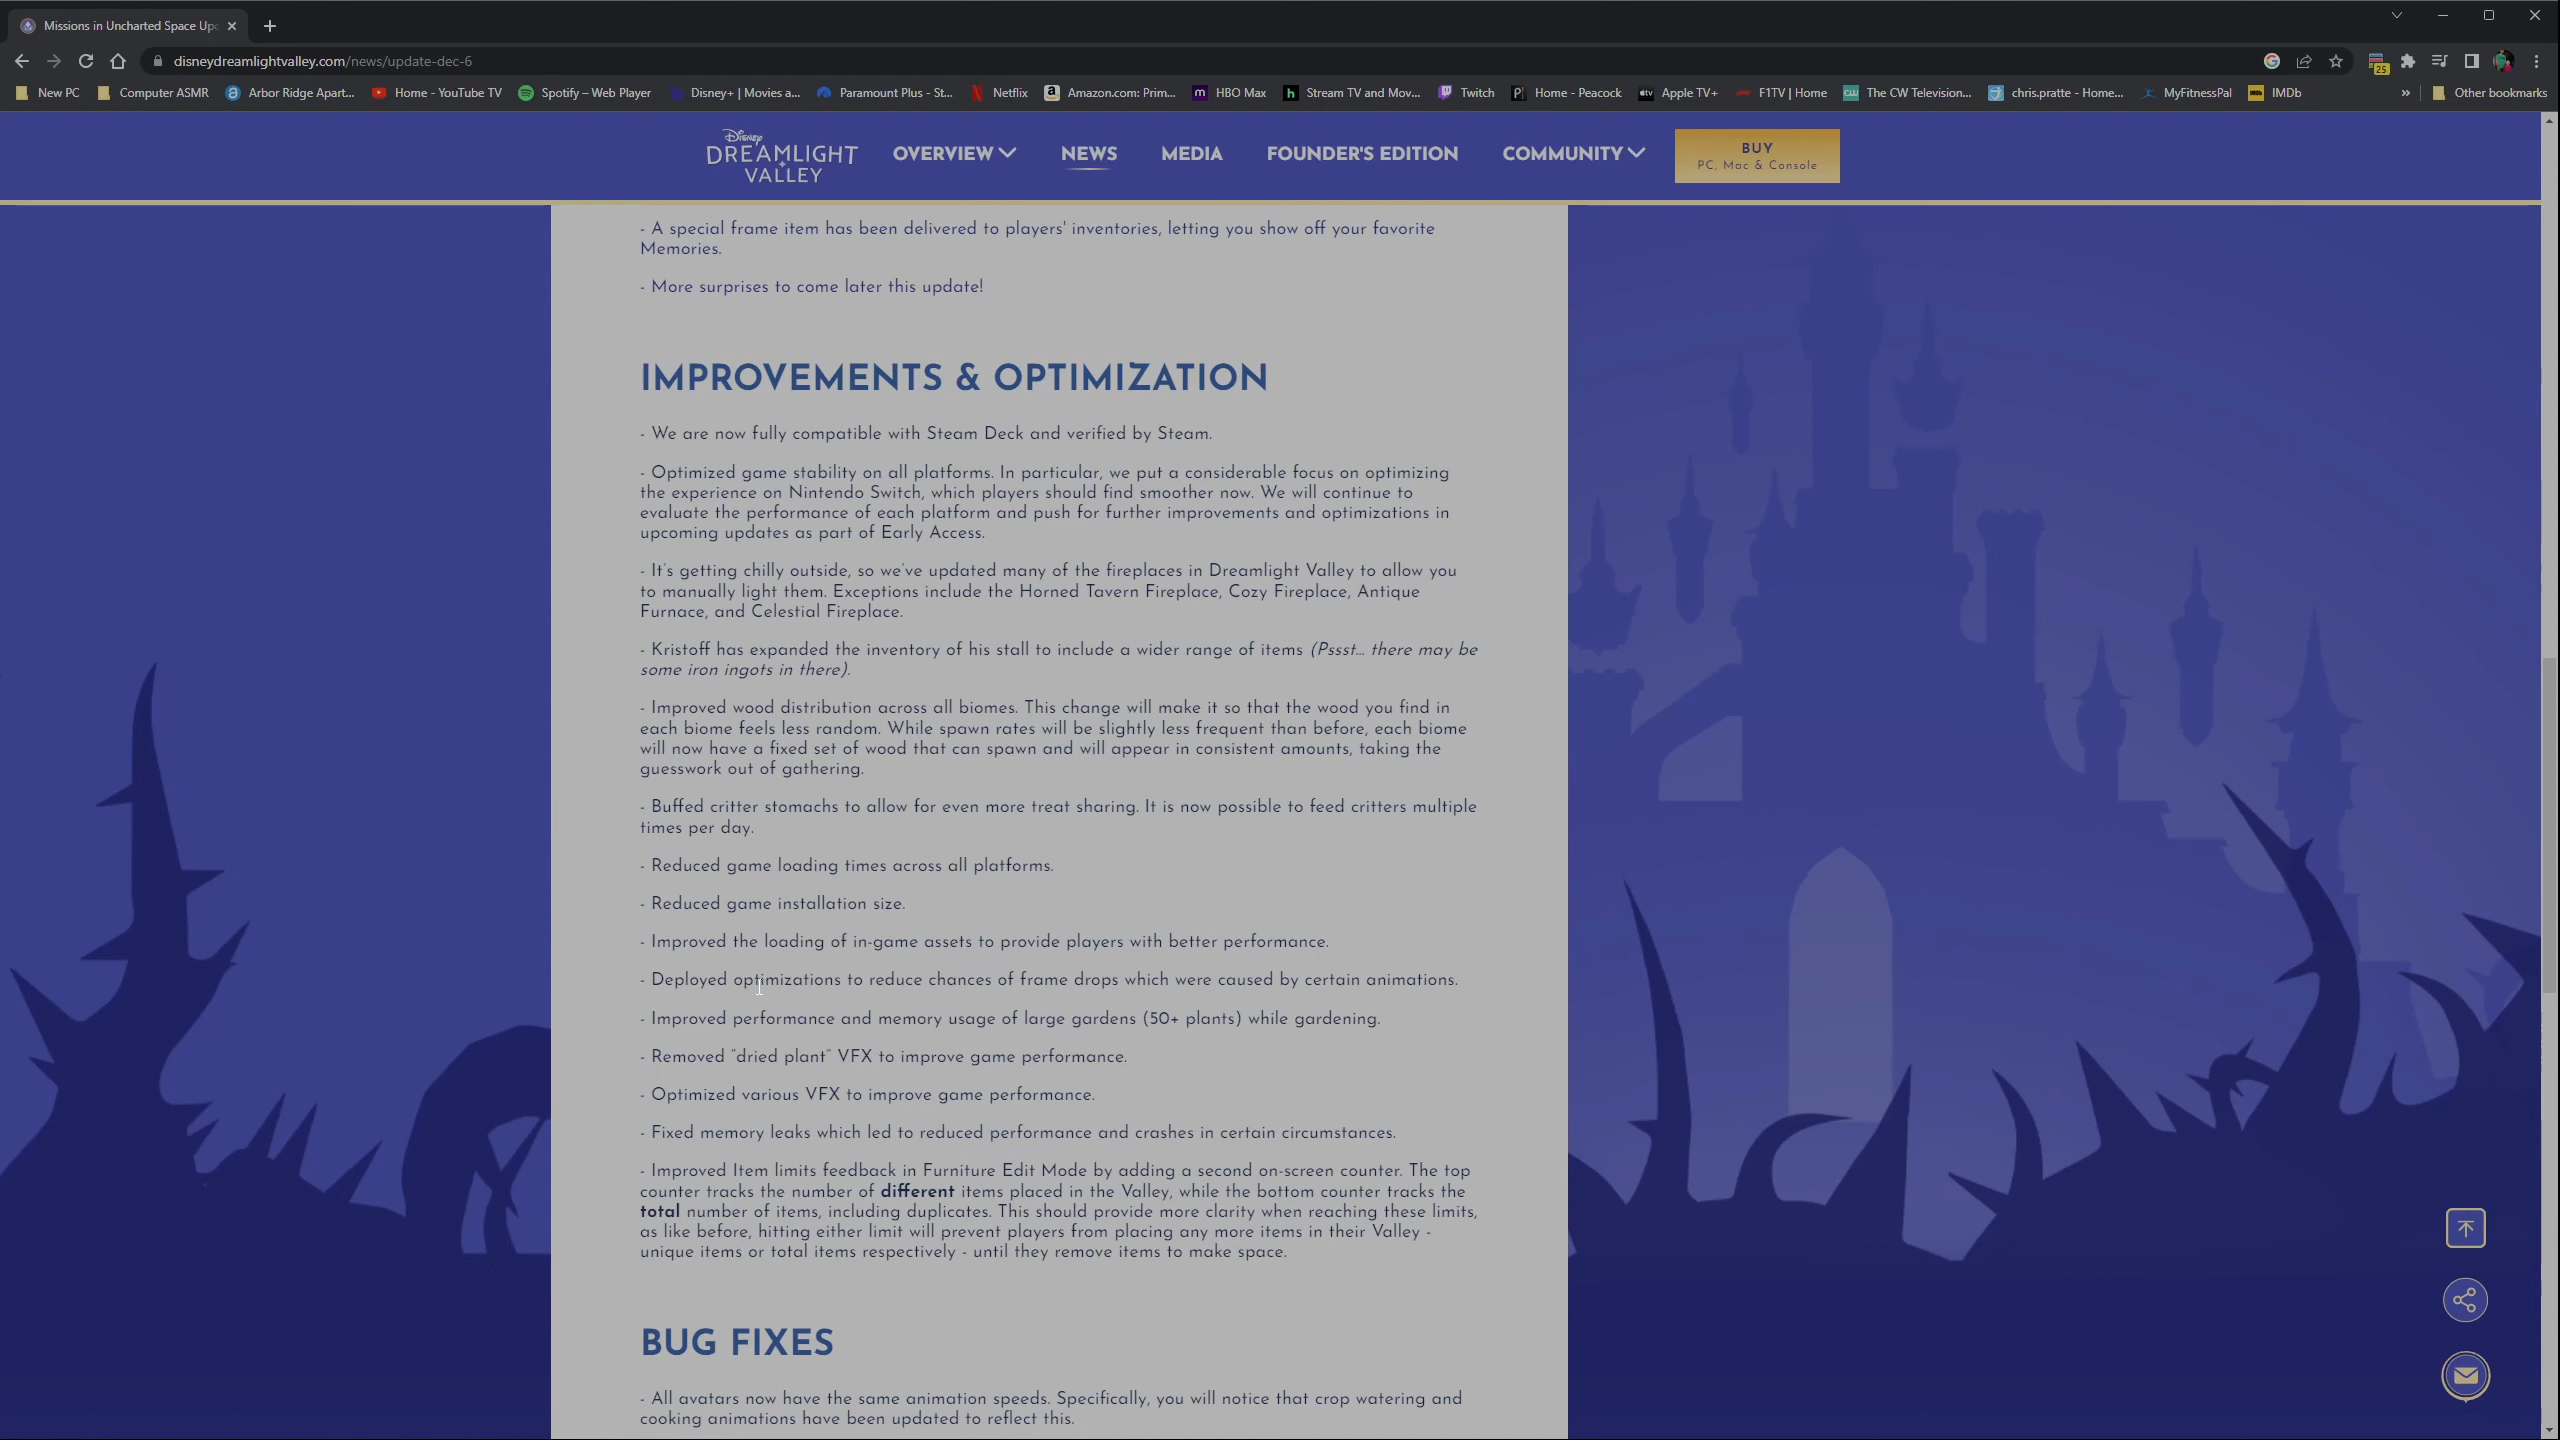 Missions in Uncharted Space Up
disneydreamlightvalley.com/news/update-dec-6
25
New PC
Computer ASMR
Arbor Ridge Apart...
Home - YouTube TV
Spotify – Web Player
Disney+ | Movies a...
Paramount Plus - St...
Netflix
Amazon.com: Prim...
HBO Max
Stream TV and Mov...
Twitch
Home - Peacock
Apple TV+
F1TV | Home
The CW Television...
chris.pratte - Home...
MyFitnessPal
IMDb
»
Other bookmarks
Disney
DREAMLIGHT
VALLEY
OVERVIEW
NEWS
MEDIA
FOUNDER'S EDITION
COMMUNITY
BUY
PC, Mac & Console
- A special frame item has been delivered to players' inventories, letting you show off your favorite
Memories.
- More surprises to come later this update!
IMPROVEMENTS & OPTIMIZATION
- We are now fully compatible with Steam Deck and verified by Steam.
- Optimized game stability on all platforms. In particular, we put a considerable focus on optimizing
the experience on Nintendo Switch, which players should find smoother now. We will continue to
evaluate the performance of each platform and push for further improvements and optimizations in
upcoming updates as part of Early Access.
- It's getting chilly outside, so we've updated many of the fireplaces in Dreamlight Valley to allow you
to manually light them. Exceptions include the Horned Tavern Fireplace, Cozy Fireplace, Antique
Furnace, and Celestial Fireplace.
- Kristoff has expanded the inventory of his stall to include a wider range of items (Pssst... there may be
some iron ingots in there).
- Improved wood distribution across all biomes. This change will make it so that the wood you find in
each biome feels less random. While spawn rates will be slightly less frequent than before, each biome
will now have a fixed set of wood that can spawn and will appear in consistent amounts, taking the
guesswork out of gathering.
- Buffed critter stomachs to allow for even more treat sharing. It is now possible to feed critters multiple
times per day.
- Reduced game loading times across all platforms.
- Reduced game installation size.
- Improved the loading of in-game assets to provide players with better performance.
- Deployed optimizations to reduce chances of frame drops which were caused by certain animations.
- Improved performance and memory usage of large gardens (50+ plants) while gardening.
- Removed "dried plant" VFX to improve game performance.
- Optimized various VFX to improve game performance.
- Fixed memory leaks which led to reduced performance and crashes in certain circumstances.
- Improved Item limits feedback in Furniture Edit Mode by adding a second on-screen counter. The top
counter tracks the number of different items placed in the Valley, while the bottom counter tracks the
total number of items, including duplicates. This should provide more clarity when reaching these limits,
as like before, hitting either limit will prevent players from placing any more items in their Valley -
unique items or total items respectively - until they remove items to make space.
BUG FIXES
- All avatars now have the same animation speeds. Specifically, you will notice that crop watering and
cooking animations have been updated to reflect this.